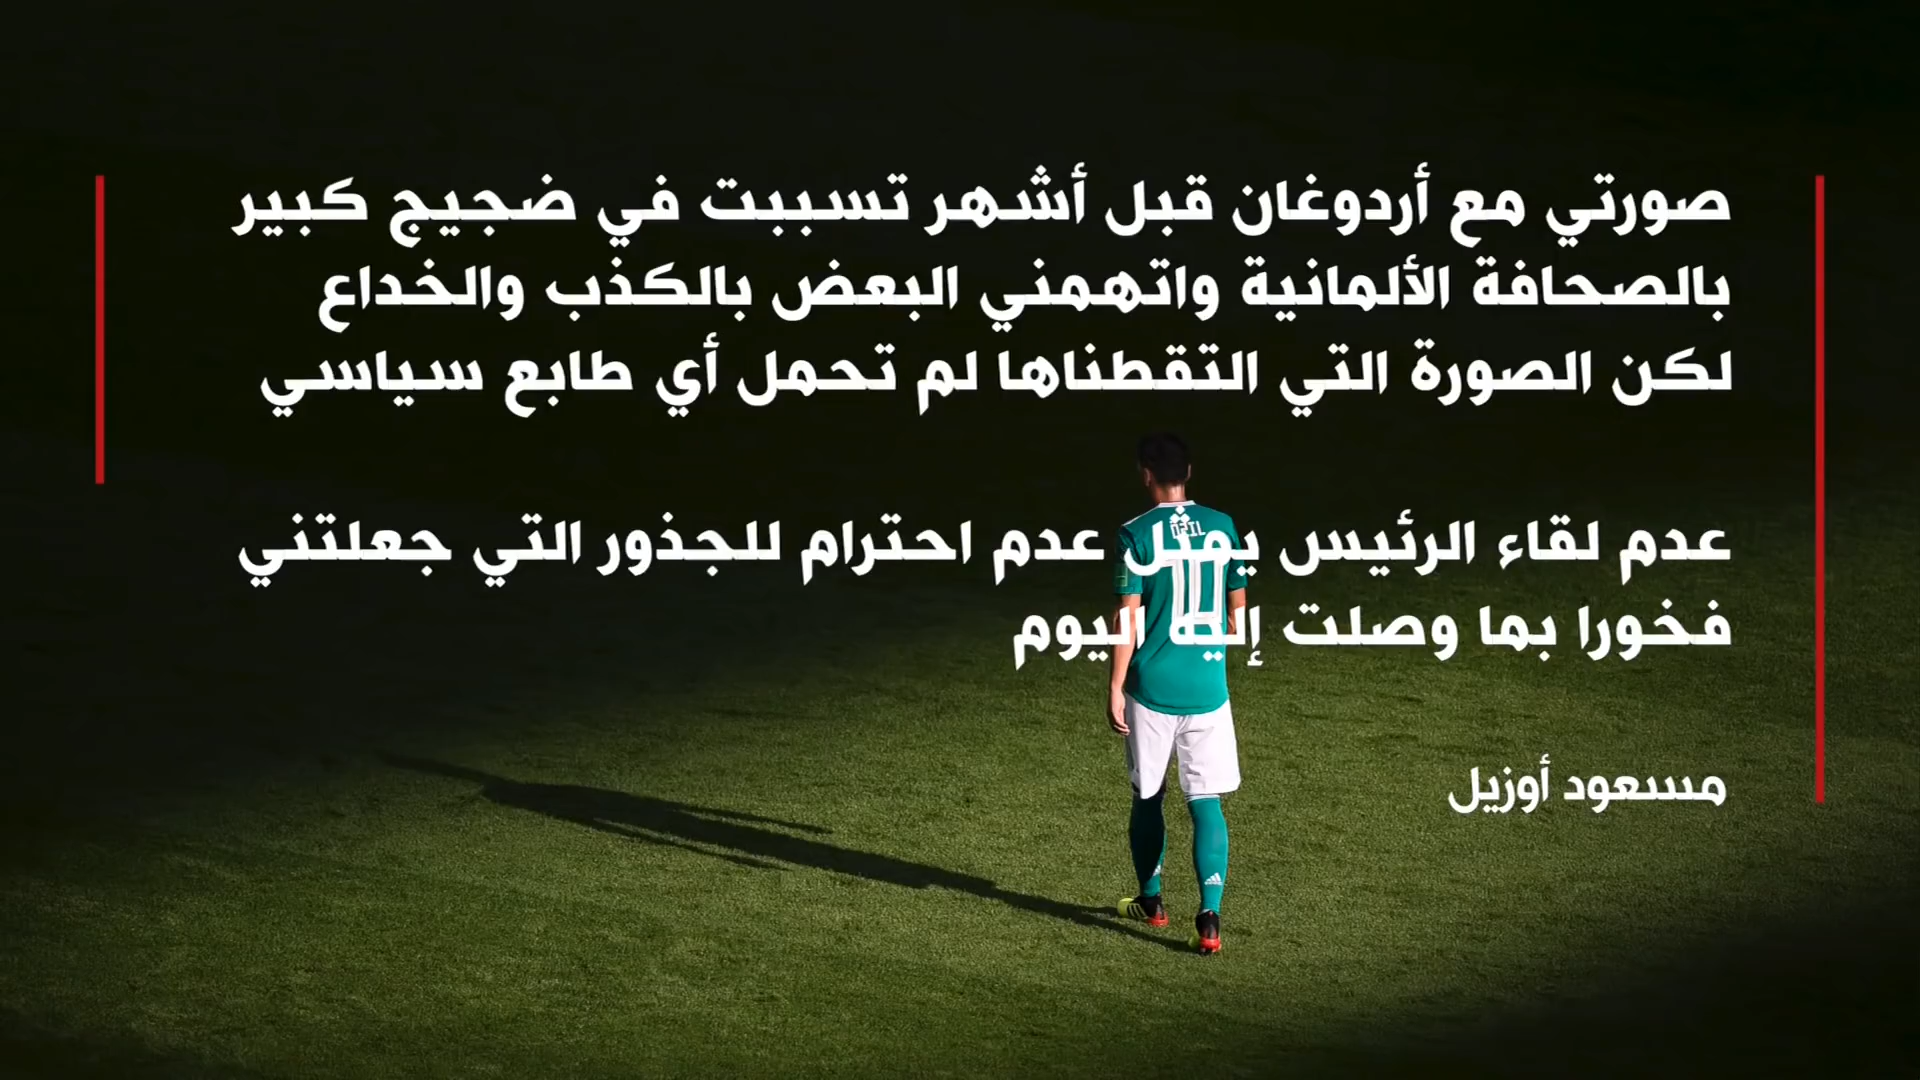 صورتي مع أردوغان قبل أشهر تسببت في ضجيج كبير
بالصحافة الألمانية واتهمني البعض بالكذب والخداع
لكن الصورة التي التقطناها لم تحمل أي طابع سياسي
عدم لقاء الرئيس يمثل عدم احترام للجذور التي جعلتني
فخورا بما وصلت إليه اليوم
مسعود أوزيل
ÖZIL
10